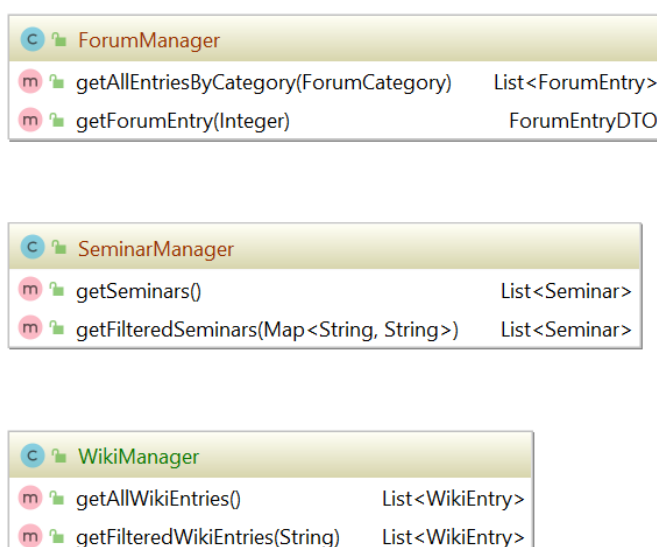 C ForumManager
m getAllEntriesByCategory(ForumCategory) List<ForumEntry>
m getForumEntry(Integer) ForumEntryDTO
C SeminarManager
m getSeminars() List<Seminar>
m getFilteredSeminars(Map<String, String>) List<Seminar>
C WikiManager
m getAllWikiEntries() List<WikiEntry>
m getFilteredWikiEntries(String) List<WikiEntry>